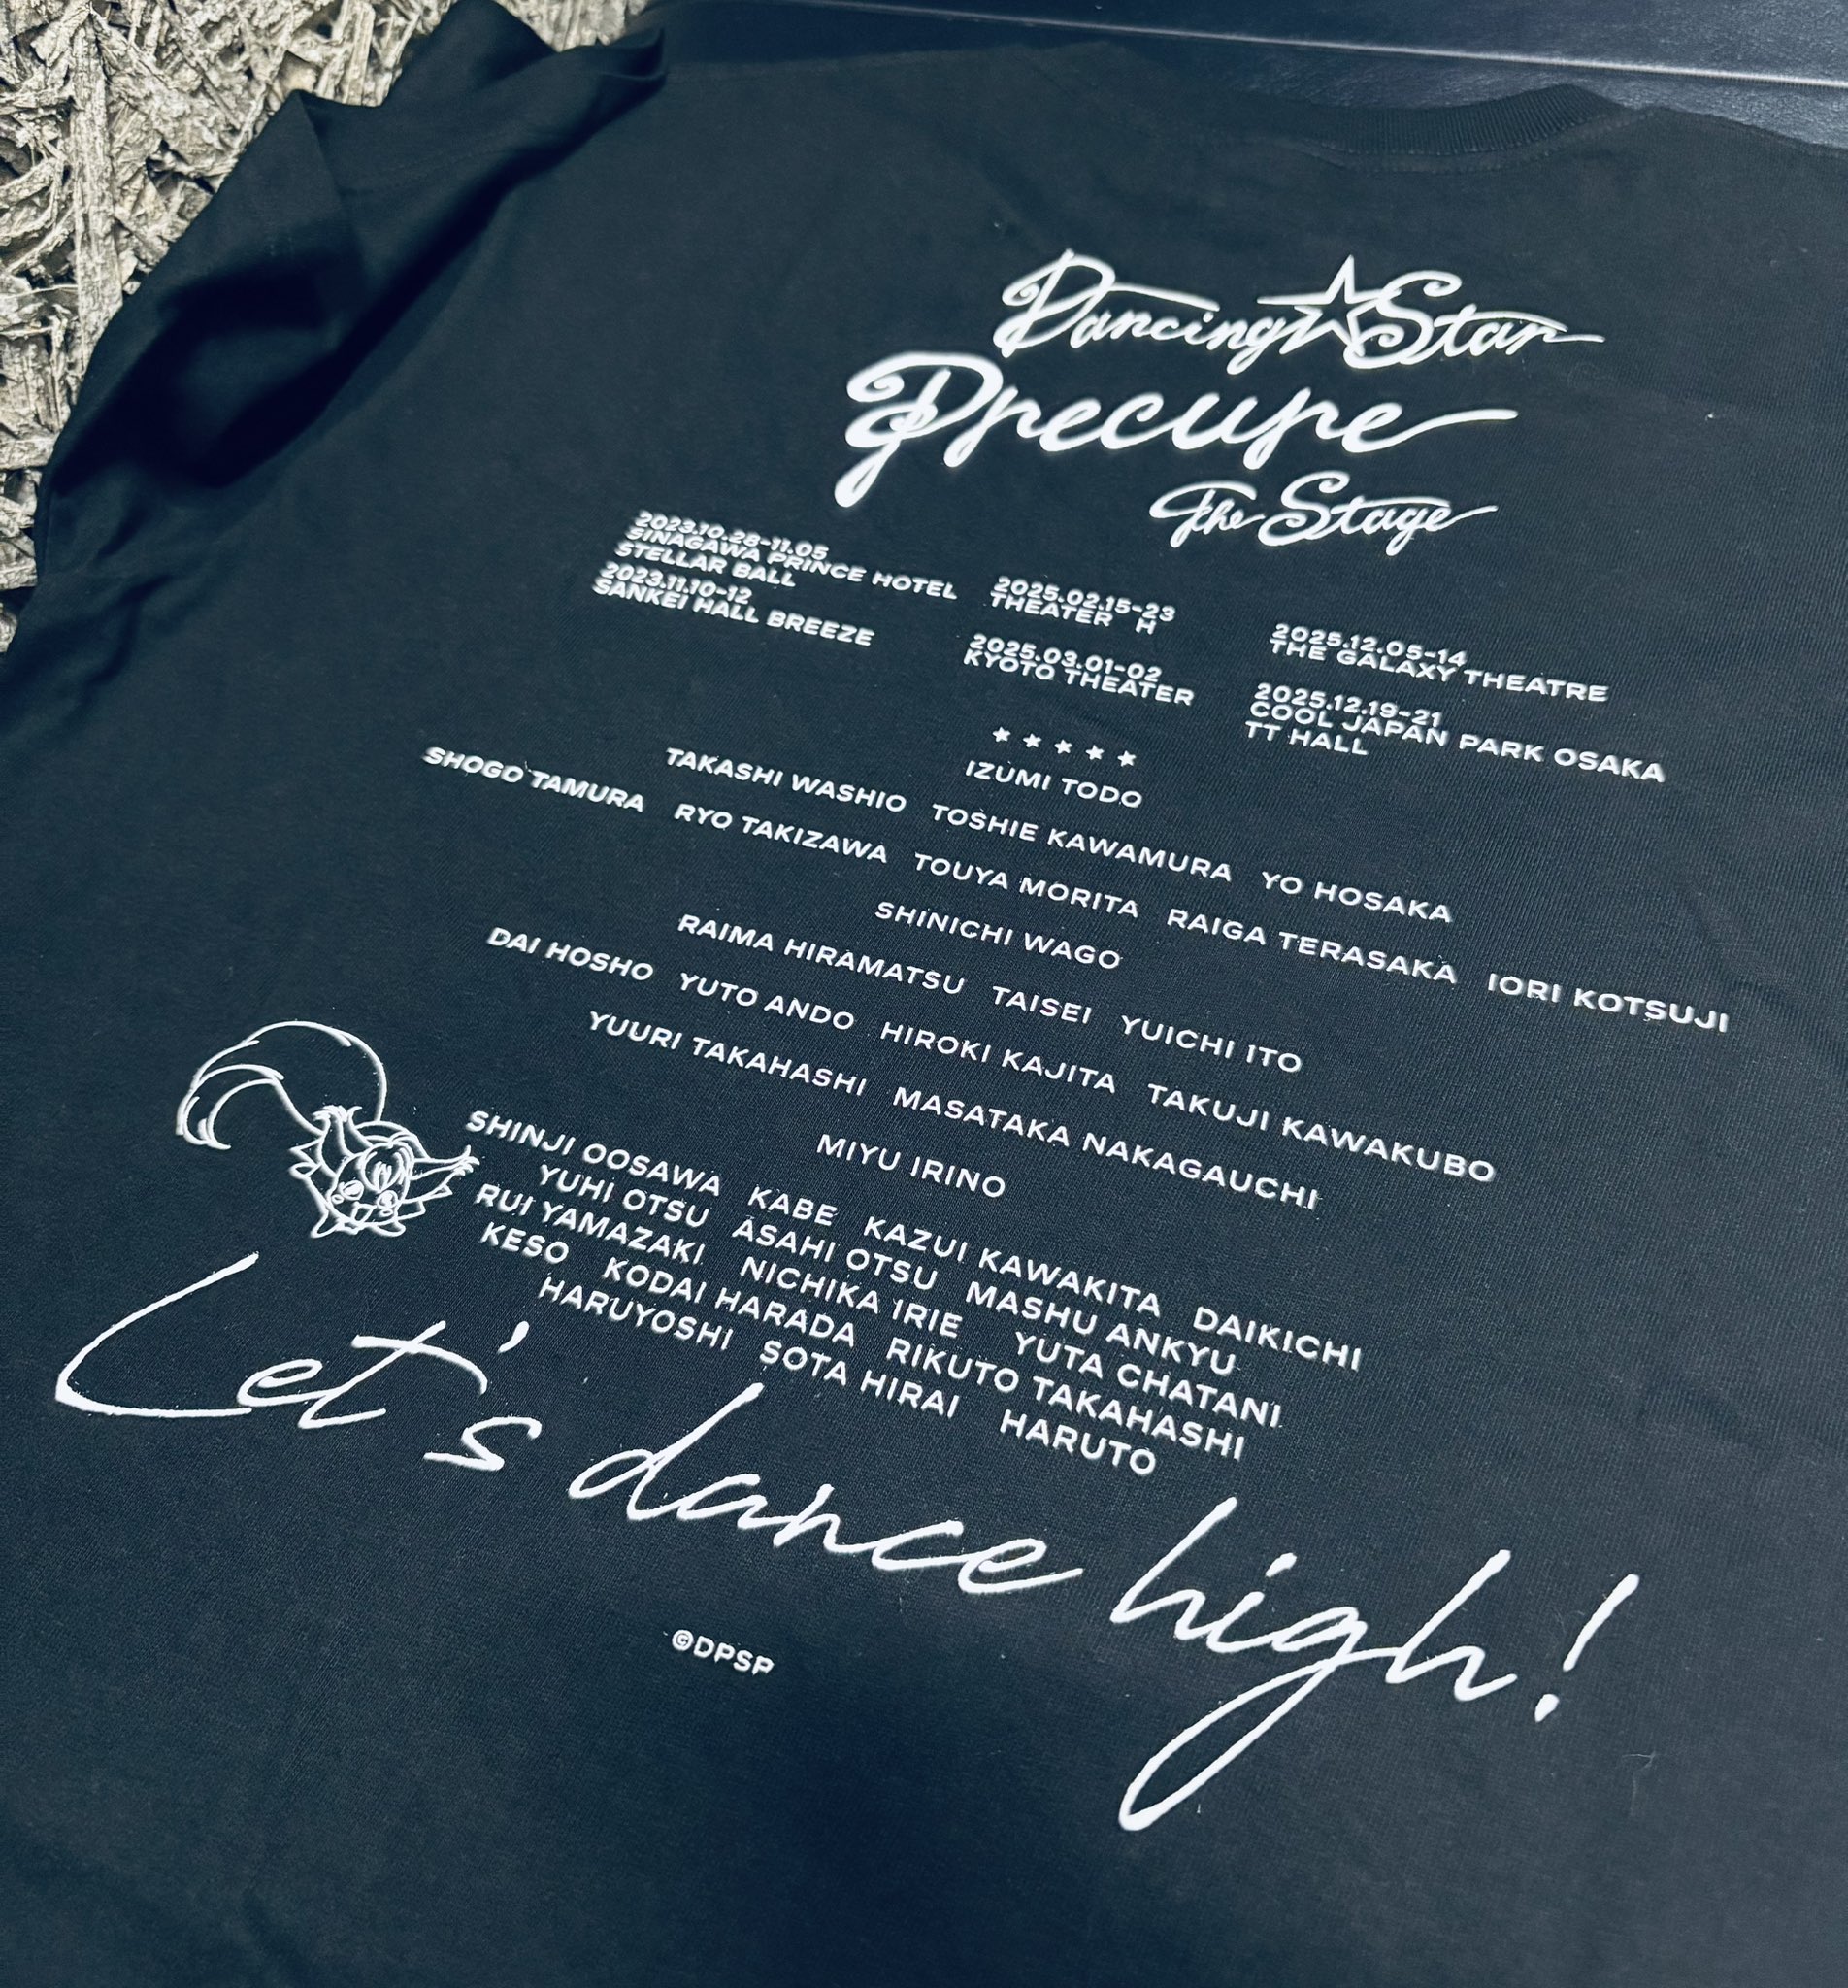 Dancing☆Star
Precure
The Stage
2023.10.28-11.05
SINAGAWA PRINCE HOTEL
STELLAR BALL
2023.11.10-12
SANKEI HALL BREEZE
2025.02.15-23
THEATER H
2025.03.01-02
KYOTO THEATER
2025.12.05-14
THE GALAXY THEATRE
2025.12.19-21
COOL JAPAN PARK OSAKA
TT HALL
★ ★ ★ ★ ★
IZUMI TODO
TAKASHI WASHIO TOSHIE KAWAMURA YO HOSAKA
SHOGO TAMURA RYO TAKIZAWA TOUYA MORITA RAIGA TERASAKA IORI KOTSUJI
SHINICHI WAGO
RAIMA HIRAMATSU TAISEI YUICHI ITO
DAI HOSHO YUTO ANDO HIROKI KAJITA TAKUJI KAWAKUBO
YUURI TAKAHASHI MASATAKA NAKAGAUCHI
MIYU IRINO
SHINJI OOSAWA KABE KAZUI KAWAKITA DAIKICHI
YUHI OTSU ASAHI OTSU MASHU ANKYU
RUI YAMAZAKI NICHIKA IRIE YUTA CHATANI
KESO KODAI HARADA RIKUTO TAKAHASHI
HARUYOSHI SOTA HIRAI HARUTO
Let's dance high!
©DPSP